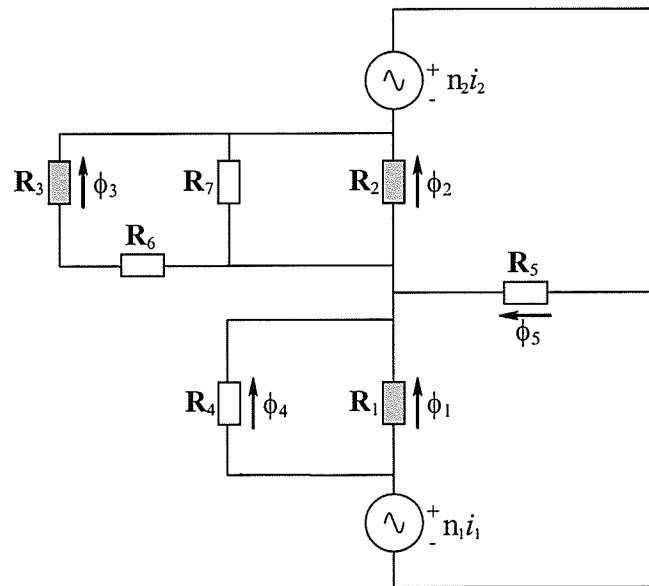 + n₂i₂
-
R₃ ϕ₃ R₇ R₂ ϕ₂
R₆
R₅
ϕ₅
R₄ ϕ₄ R₁ ϕ₁
+ n₁i₁
-